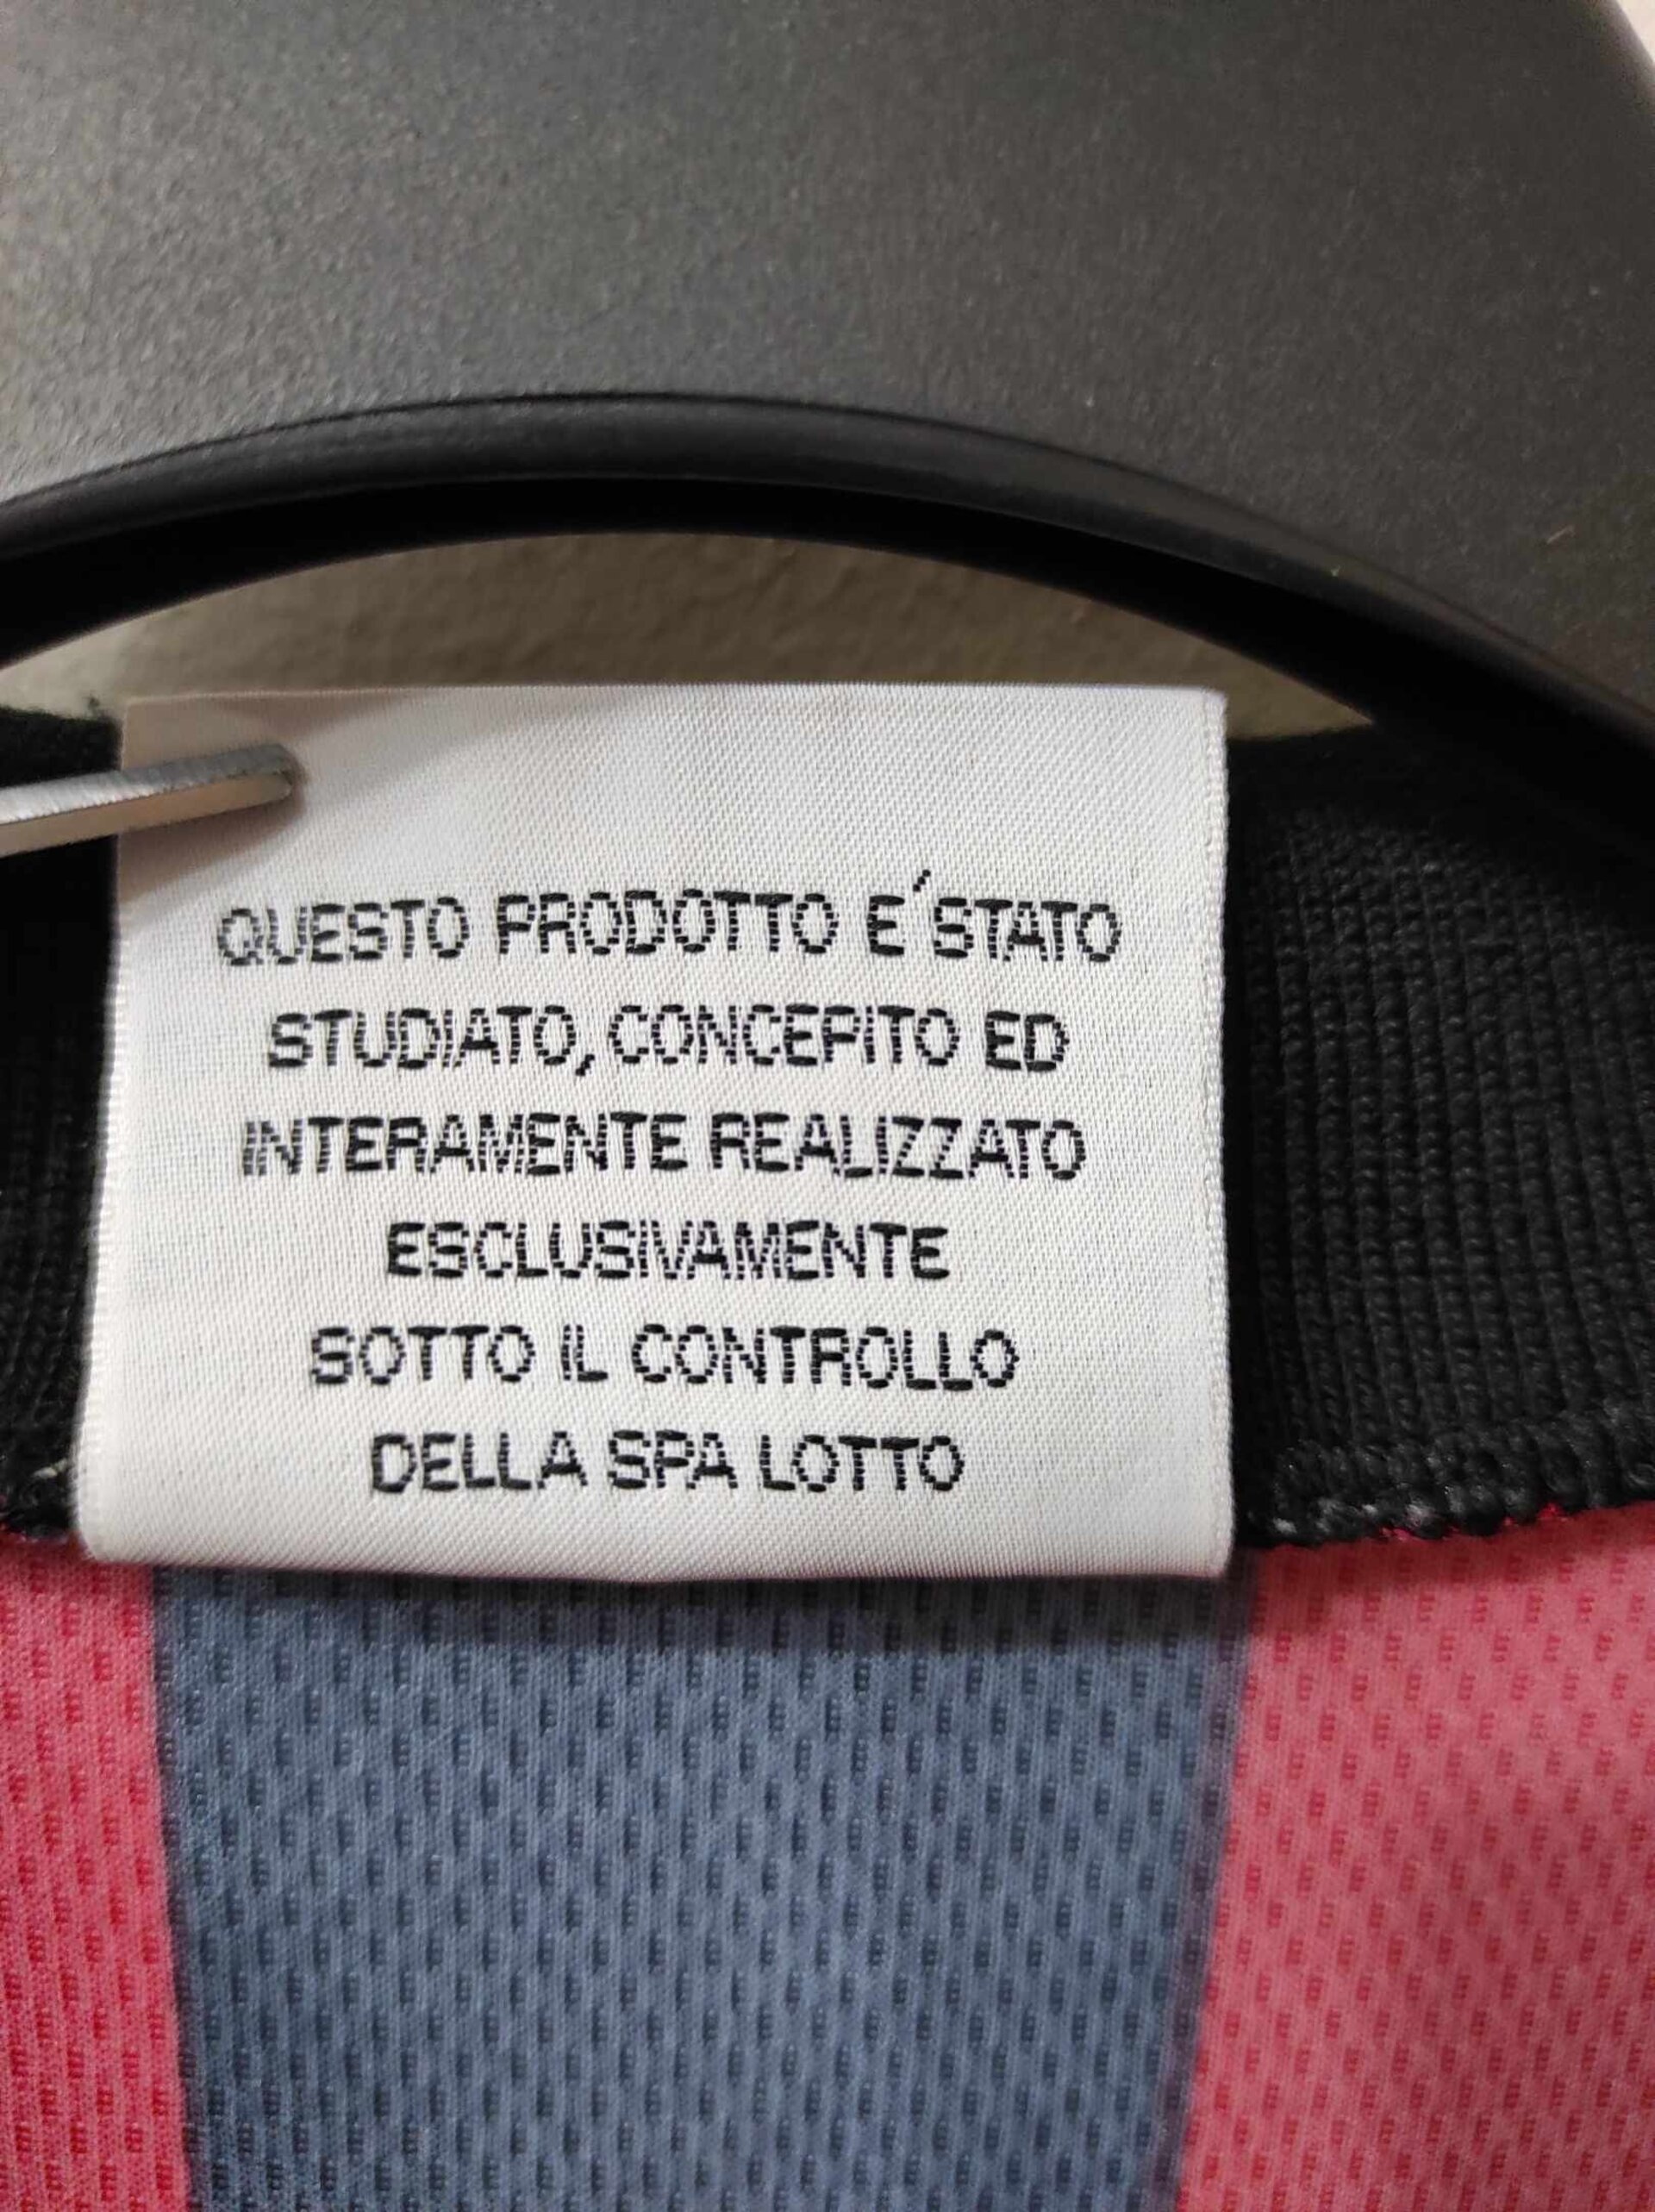 QUESTO PRODOTTO E´STATO
STUDIATO, CONCEPITO ED
INTERAMENTE REALIZZATO
ESCLUSIVAMENTE
SOTTO IL CONTROLLO
DELLA SPA LOTTO